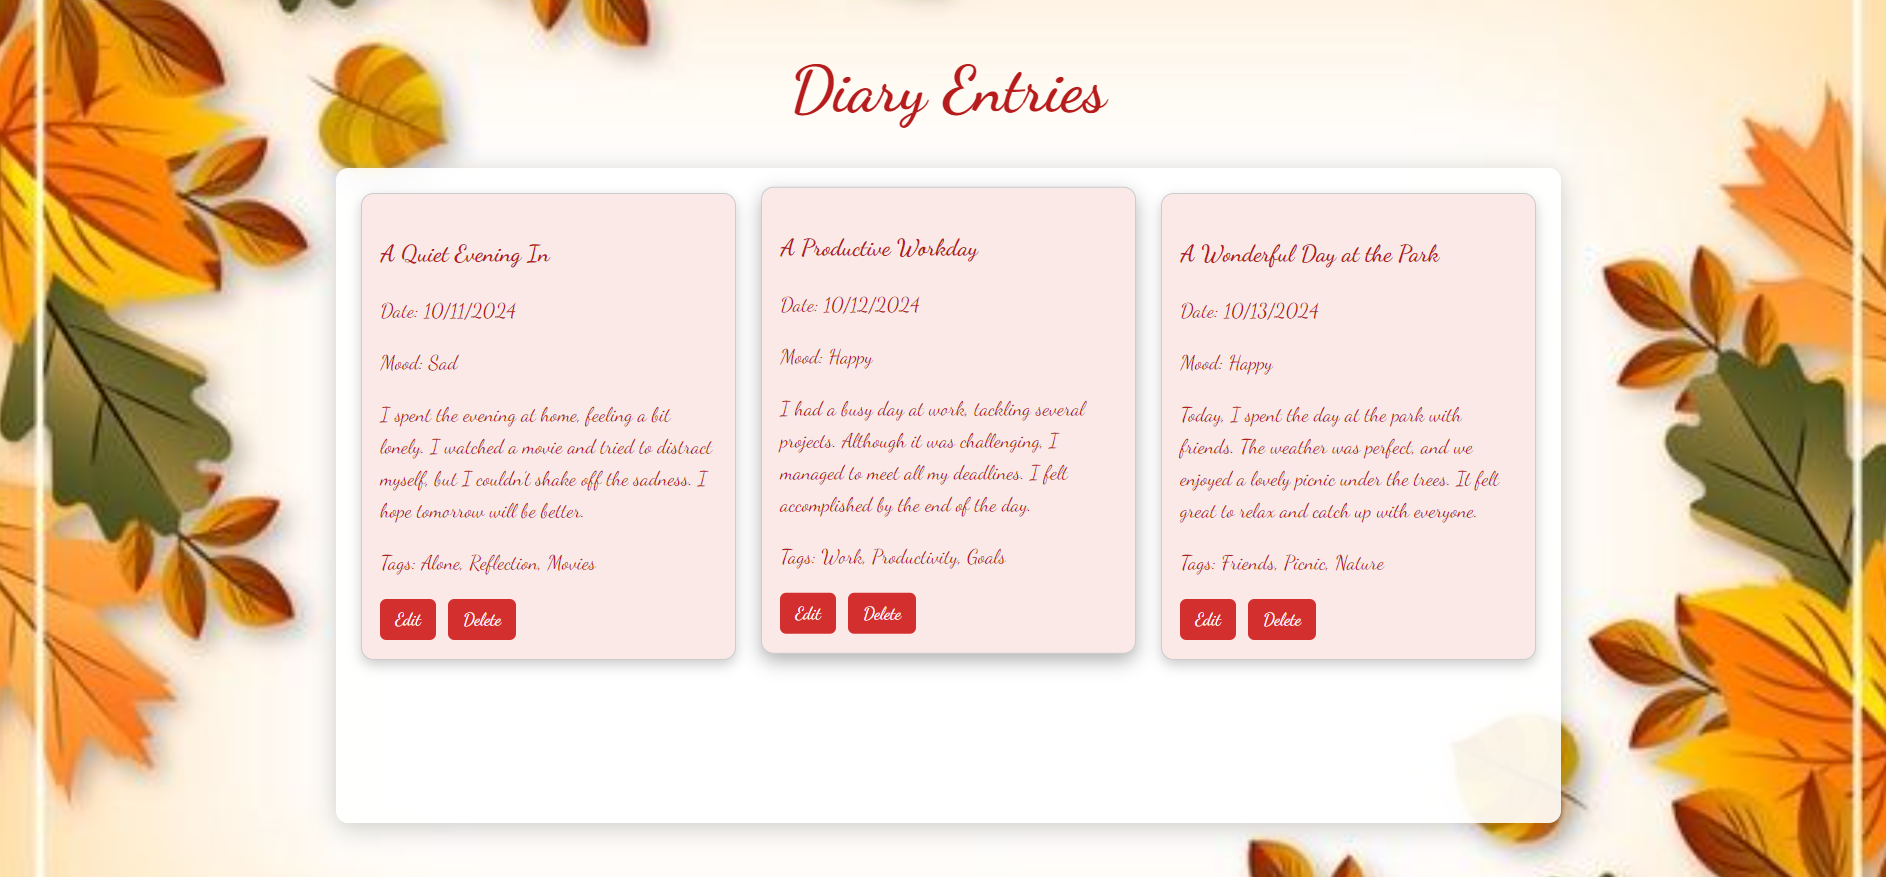 Diary Entries
A Quiet Evening In
Date: 10/11/2024
Mood: Sad
I spent the evening at home, feeling a bit
lonely. I watched a movie and tried to distract
myself, but I couldn't shake off the sadness. I
hope tomorrow will be better.
Tags: Alone, Reflection, Movies
Edit Delete
A Productive Workday
Date: 10/12/2024
Mood: Happy
I had a busy day at work, tackling several
projects. Although it was challenging, I
managed to meet all my deadlines. I felt
accomplished by the end of the day.
Tags: Work, Productivity, Goals
Edit Delete
A Wonderful Day at the Park
Date: 10/13/2024
Mood: Happy
Today, I spent the day at the park with
friends. The weather was perfect, and we
enjoyed a lovely picnic under the trees. It felt
great to relax and catch up with everyone.
Tags: Friends, Picnic, Nature
Edit Delete